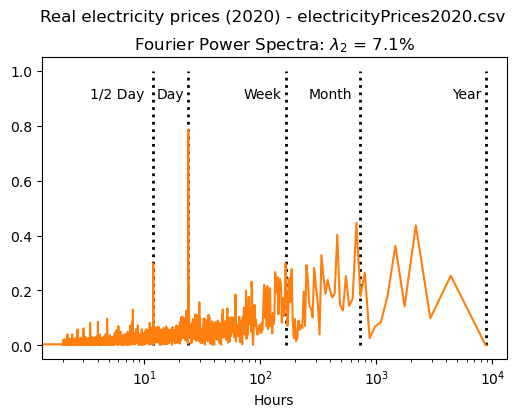 Real electricity prices (2020) - electricityPrices2020.csv
Fourier Power Spectra: λ₂ = 7.1%
1/2 Day Day Week Month Year
1.0
0.8
0.6
0.4
0.2
0.0
10¹ 10² 10³ 10⁴
Hours